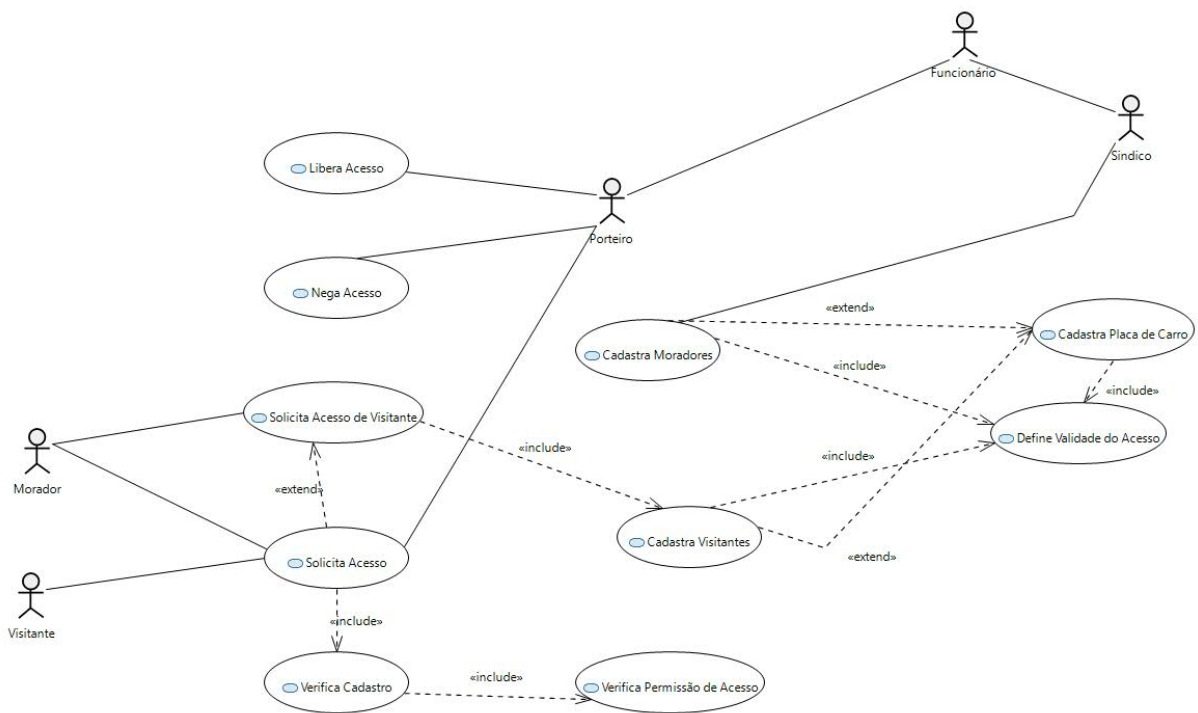 Funcionário
Sindico
Libera Acesso
Porteiro
Nega Acesso
«extend»
Cadastra Placa de Carro
Cadastra Moradores
«include»
«include»
Solicita Acesso de Visitante
Define Validade do Acesso
Morador
«include»
«include»
«extend»
Cadastra Visitantes
«extend»
Solicita Acesso
Visitante
«include»
«include»
Verifica Cadastro
Verifica Permissão de Acesso